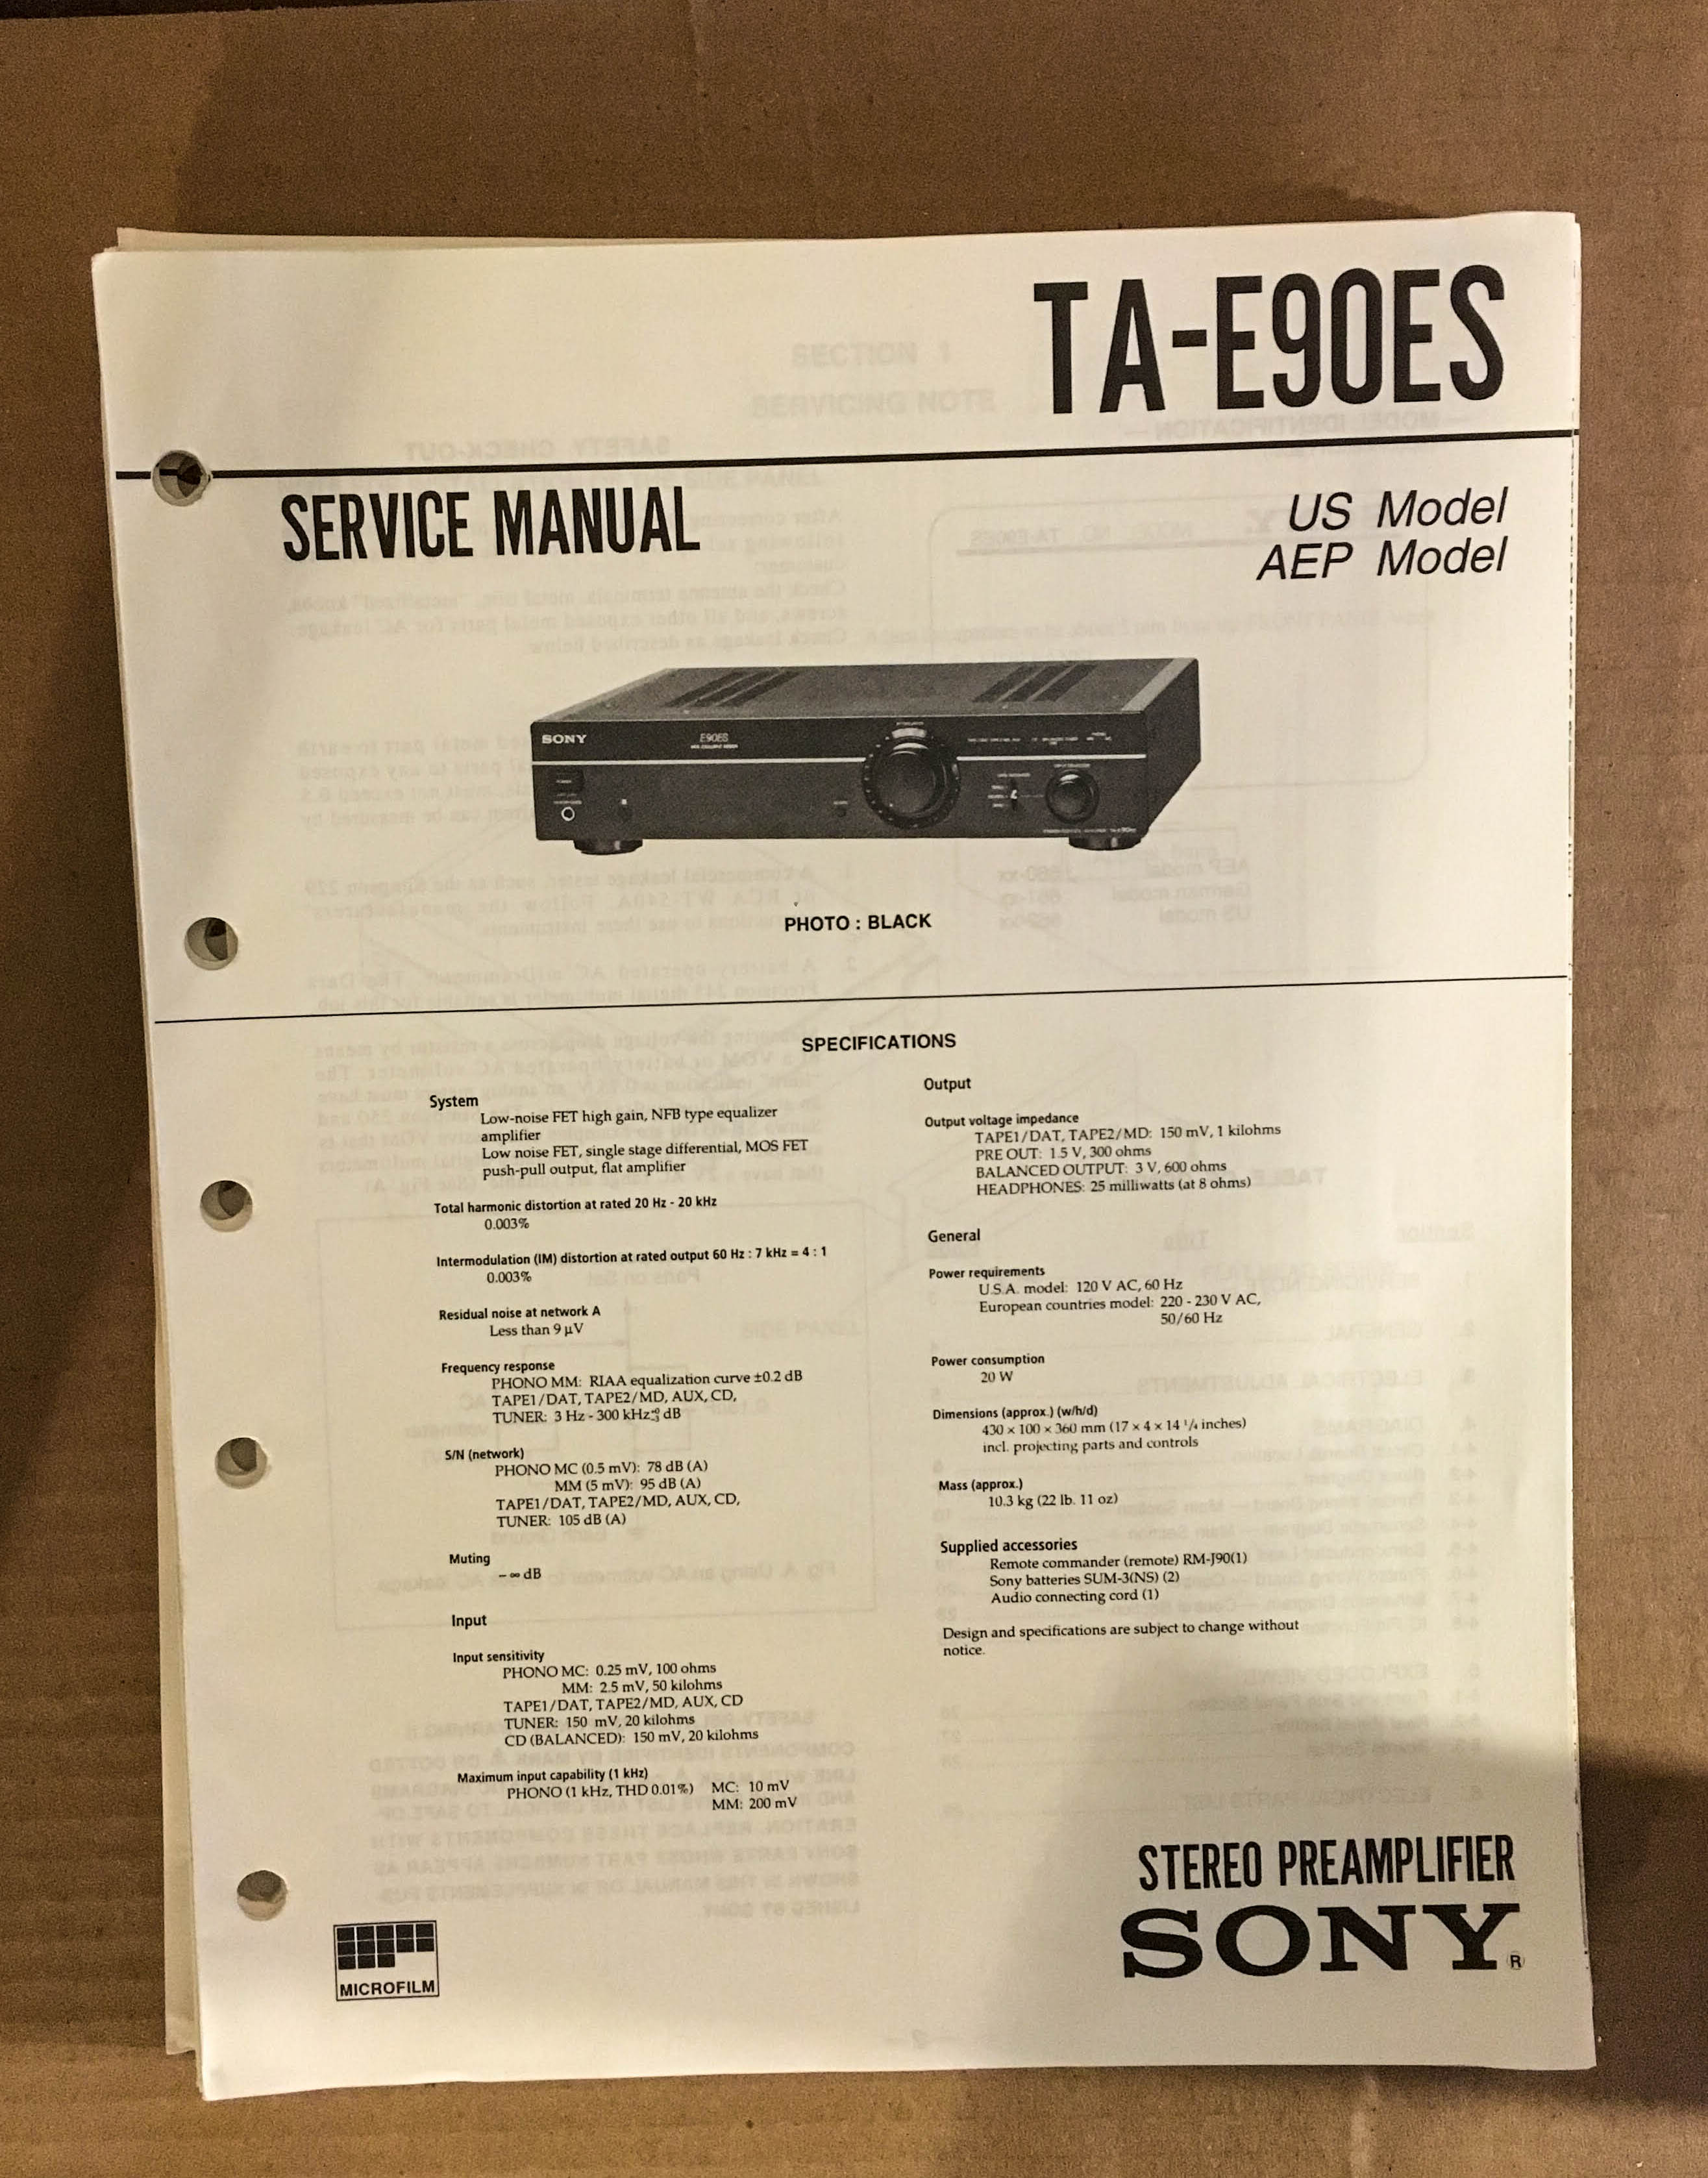 TA-E90ES
SERVICE MANUAL
US Model
AEP Model
SONY
E90ES
PHOTO : BLACK
SPECIFICATIONS
System
Low-noise FET high gain, NFB type equalizer
amplifier
Low noise FET, single stage differential, MOS FET
push-pull output, flat amplifier
Total harmonic distortion at rated 20 Hz - 20 kHz
0.003%
Intermodulation (IM) distortion at rated output 60 Hz : 7 kHz = 4 : 1
0.003%
Residual noise at network A
Less than 9 µV
Frequency response
PHONO MM: RIAA equalization curve ±0.2 dB
TAPE1/DAT, TAPE2/MD, AUX, CD,
TUNER: 3 Hz - 300 kHz dB
S/N (network)
PHONO MC (0.5 mV): 78 dB (A)
MM (5 mV): 95 dB (A)
TAPE1/DAT, TAPE2/MD, AUX, CD,
TUNER: 105 dB (A)
Muting
– ∞ dB
Input
Input sensitivity
PHONO MC: 0.25 mV, 100 ohms
MM: 2.5 mV, 50 kilohms
TAPE1/DAT, TAPE2/MD, AUX, CD
TUNER: 150 mV, 20 kilohms
CD (BALANCED): 150 mV, 20 kilohms
Maximum input capability (1 kHz)
PHONO (1 kHz, THD 0.01%) MC: 10 mV
MM: 200 mV
Output
Output voltage impedance
TAPE1/DAT, TAPE2/MD: 150 mV, 1 kilohms
PRE OUT: 1.5 V, 300 ohms
BALANCED OUTPUT: 3 V, 600 ohms
HEADPHONES: 25 milliwatts (at 8 ohms)
General
Power requirements
U.S.A. model: 120 V AC, 60 Hz
European countries model: 220 - 230 V AC,
50/60 Hz
Power consumption
20 W
Dimensions (approx.) (w/h/d)
430 × 100 × 360 mm (17 × 4 × 14 1/4 inches)
incl. projecting parts and controls
Mass (approx.)
10.3 kg (22 lb. 11 oz)
Supplied accessories
Remote commander (remote) RM-J90(1)
Sony batteries SUM-3(NS) (2)
Audio connecting cord (1)
Design and specifications are subject to change without
notice.
MICROFILM
STEREO PREAMPLIFIER
SONY®